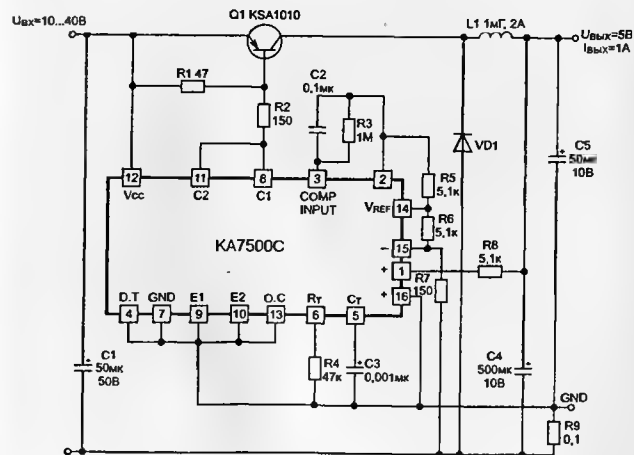 Uвх=10...40В
Q1 KSA1010
L1 1мГ, 2А
Uвых=5В
Iвых=1А
R1 47
R2
150
C2
0,1мк
R3
1М
VD1
C5
50мк
10В
12
Vcc
11
C2
8
C1
3
COMP
INPUT
2
R5
5,1к
14
VREF
R6
5,1к
KA7500C
15
−
1
+
16
+
R7
150
R8
5,1к
D.T
4
GND
7
E1
9
E2
10
O.C
13
RT
6
CT
5
C1
50мк
50В
R4
47к
C3
0,001мк
C4
500мк
10В
GND
R9
0,1